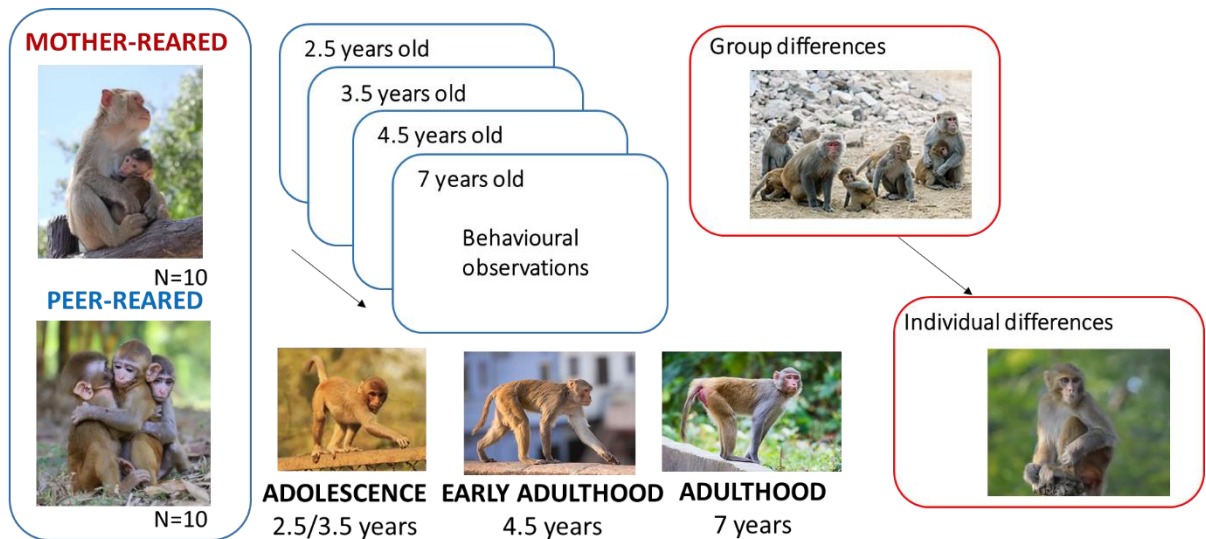 MOTHER-REARED
N=10
PEER-REARED
N=10
2.5 years old
3.5 years old
4.5 years old
7 years old
Behavioural
observations
ADOLESCENCE
2.5/3.5 years
EARLY ADULTHOOD
4.5 years
ADULTHOOD
7 years
Group differences
Individual differences